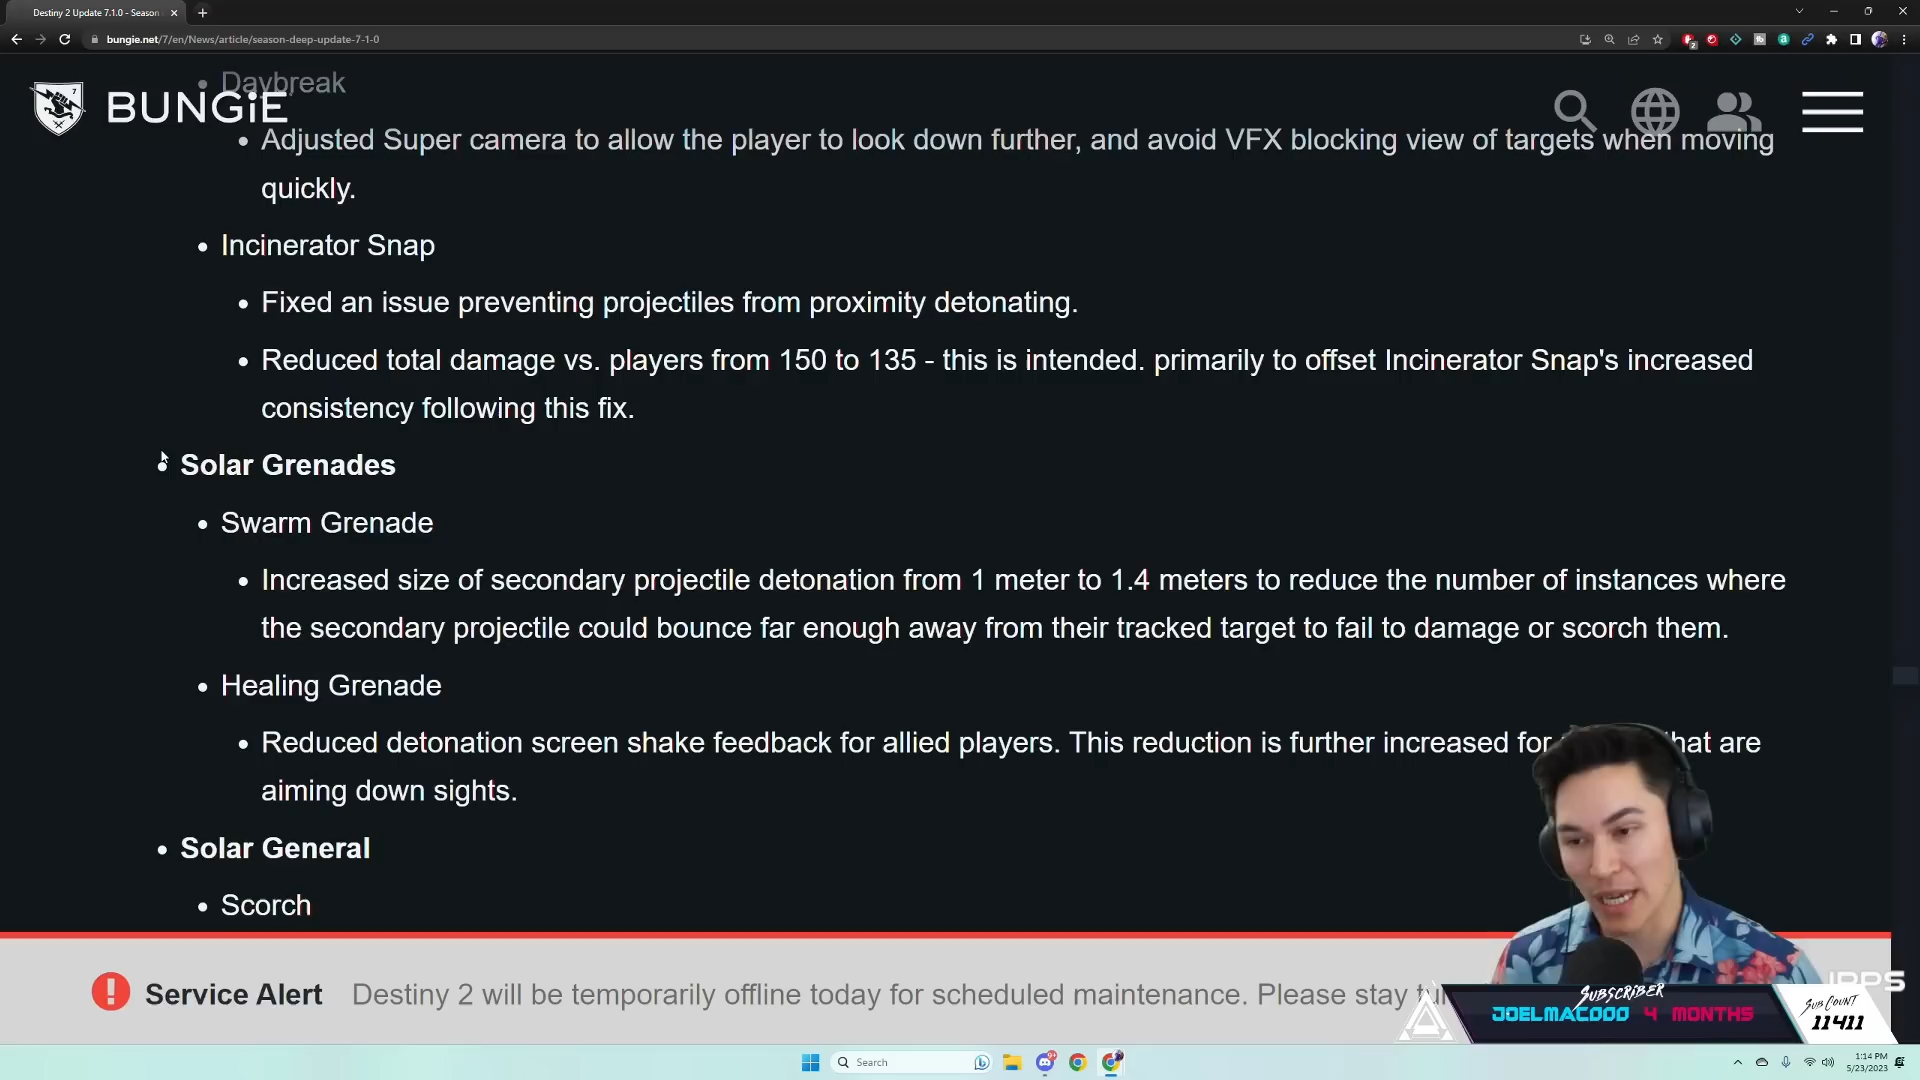 Destiny 2 Update 7.1.0 - Season
bungie.net/7/en/News/article/season-deep-update-7-1-0
Daybreak
BUNGiE
Adjusted Super camera to allow the player to look down further, and avoid VFX blocking view of targets when moving
quickly.
Incinerator Snap
Fixed an issue preventing projectiles from proximity detonating.
Reduced total damage vs. players from 150 to 135 - this is intended. primarily to offset Incinerator Snap's increased
consistency following this fix.
Solar Grenades
Swarm Grenade
Increased size of secondary projectile detonation from 1 meter to 1.4 meters to reduce the number of instances where
the secondary projectile could bounce far enough away from their tracked target to fail to damage or scorch them.
Healing Grenade
Reduced detonation screen shake feedback for allied players. This reduction is further increased for that are
aiming down sights.
Solar General
Scorch
Service Alert Destiny 2 will be temporarily offline today for scheduled maintenance. Please stay
SUBSCRIBER
JOELMACOOO 4 MONTHS
SUB COUNT
11411
Search
1:14 PM
5/23/2023